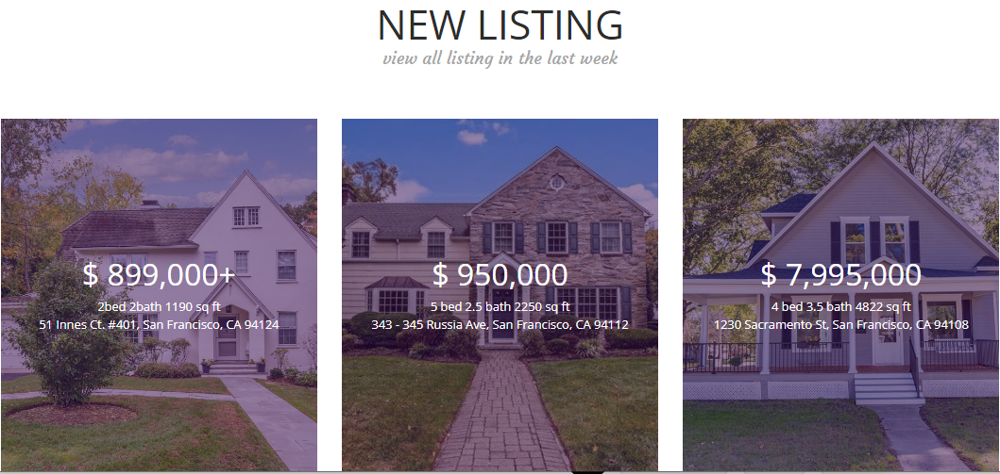 NEW LISTING
view all listing in the last week
$ 899,000+
2bed 2bath 1190 sq ft
51 Innes Ct. #401, San Francisco, CA 94124
$ 950,000
5 bed 2.5 bath 2250 sq ft
343 - 345 Russia Ave, San Francisco, CA 94112
$ 7,995,000
4 bed 3.5 bath 4822 sq ft
1230 Sacramento St, San Francisco, CA 94108